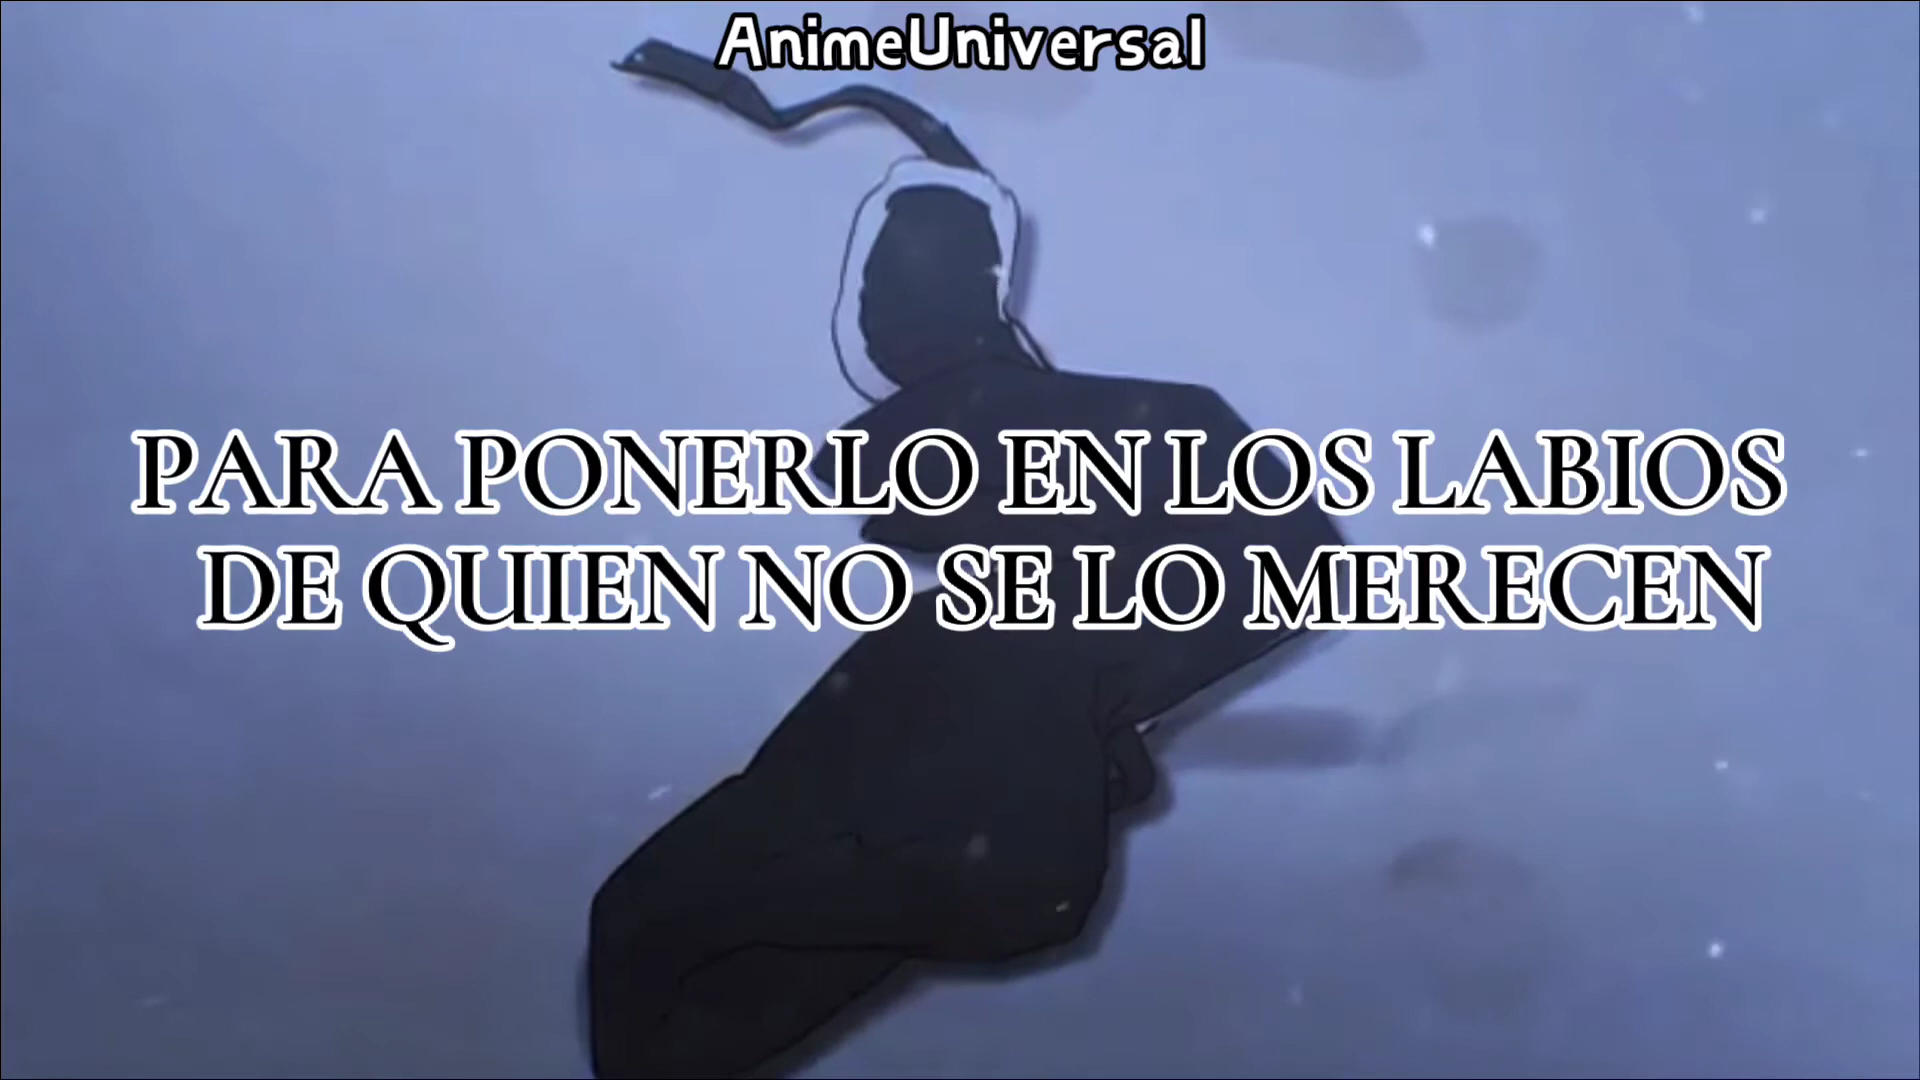 AnimeUniversal
PARA PONERLO EN LOS LABIOS
DE QUIEN NO SE LO MERECEN